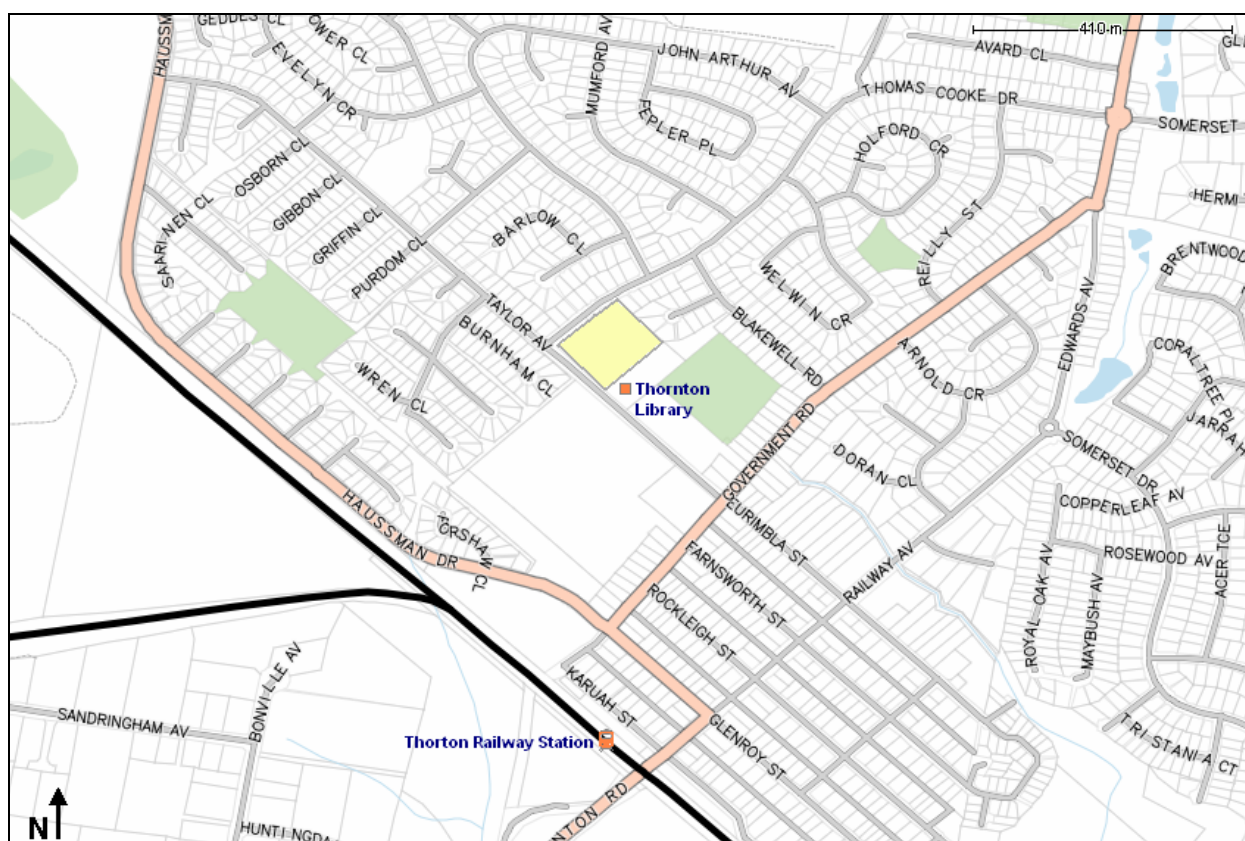 GEDDES CL
OWER CL
HAUSSM
EVELYN CR
MUMFORD AV
JOHN ARTHUR AV
410 m
AVARD CL
THOMAS COOKE DR
SOMERSET
PEPLER PL
HOLFORD CR
OSBORN CL
GIBBON CL
GRIFFIN CL
PURDOM CL
SAARINEN CL
BARLOW CL
REILLY ST
HERMI
BRENTWOOD
WELWIN CR
TAYLOR AV
BURNHAM CL
BLAKEWELL RD
EDWARDS AV
ARNOLD CR
CORAL TREE PL
JARRAH
WREN CL
Thornton
Library
GOVERNMENT RD
DORAN CL
SOMERSET DR
COPPERLEAF AV
ROSEWOOD AV
ACER TCE
HAUSSMAN DR
FORSHAW CL
EURIMBLA ST
FARNSWORTH ST
ROCKLEIGH ST
RAILWAY AV
ROYAL OAK AV
MAYBUSH AV
KARUAH ST
GLENROY ST
TRISTANIA CT
BONVILLE AV
SANDRINGHAM AV
Thorton Railway Station
NTON RD
N
HUNTINGDA